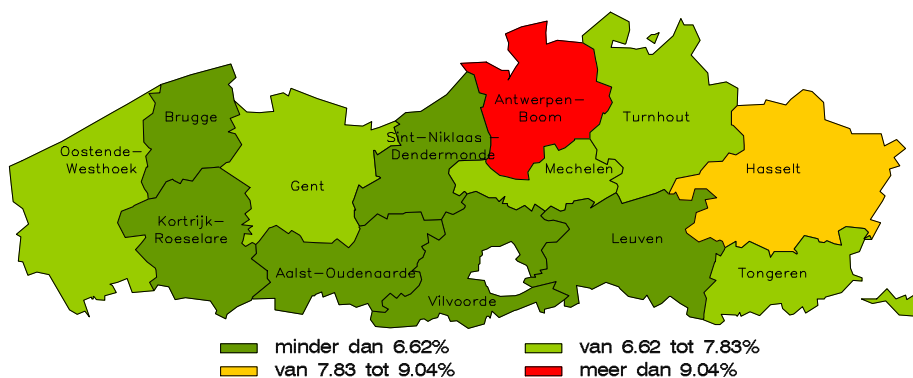 Antwerpen-
Boom
Brugge
Turnhout
Sint-Niklaas -
Dendermonde
Oostende-
Westhoek
Mechelen
Hasselt
Gent
Kortrijk-
Roeselare
Leuven
Aalst-Oudenaarde
Tongeren
Vilvoorde
minder dan 6.62%
van 6.62 tot 7.83%
van 7.83 tot 9.04%
meer dan 9.04%